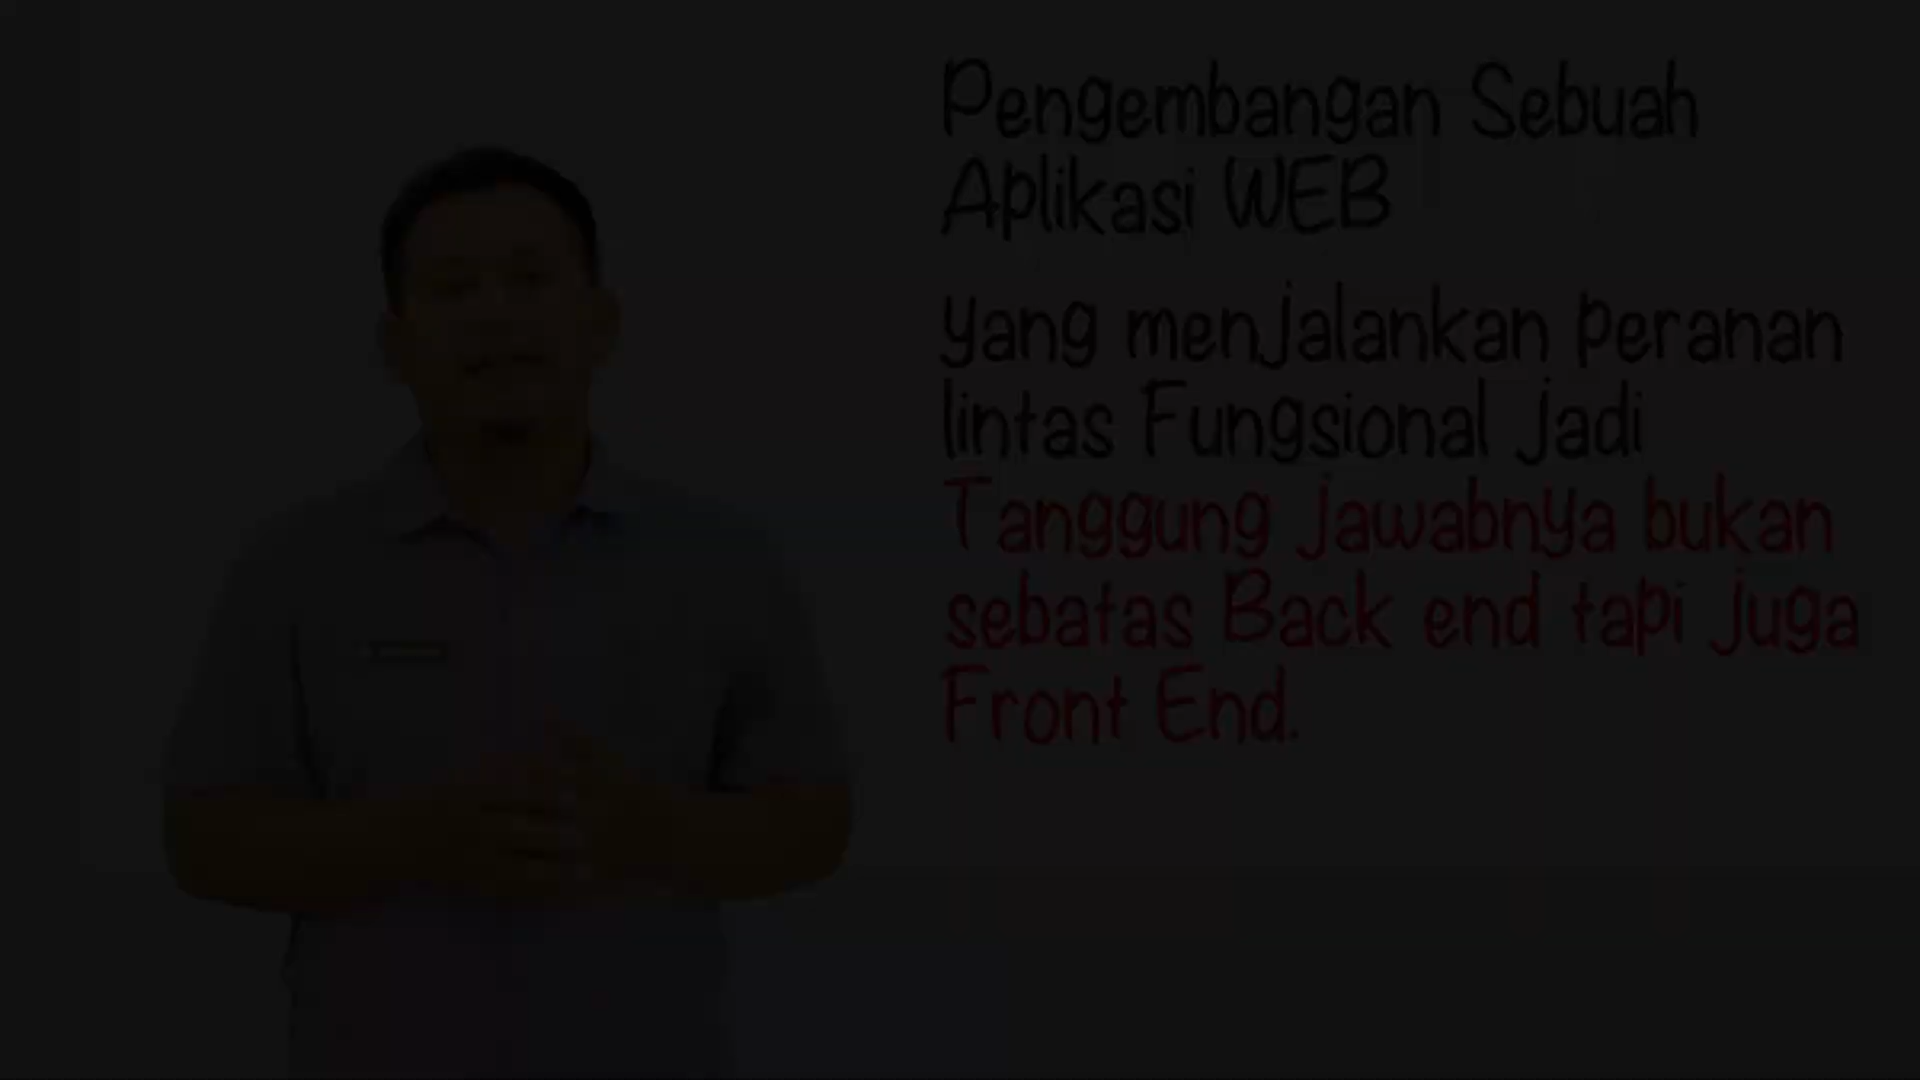 Pengembangan Sebuah
Aplikasi WEB
yang menjalankan peranan
lintas Fungsional jadi
Tanggung jawabnya bukan
sebatas Back end tapi juga
Front End.